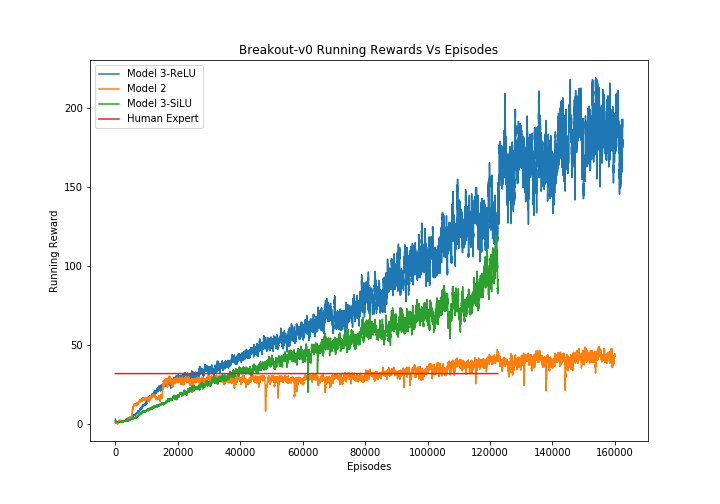 Breakout-v0 Running Rewards Vs Episodes
Model 3-ReLU
Model 2
Model 3-SiLU
Human Expert
Running Reward
200
150
100
50
0
0 20000 40000 60000 80000 100000 120000 140000 160000
Episodes